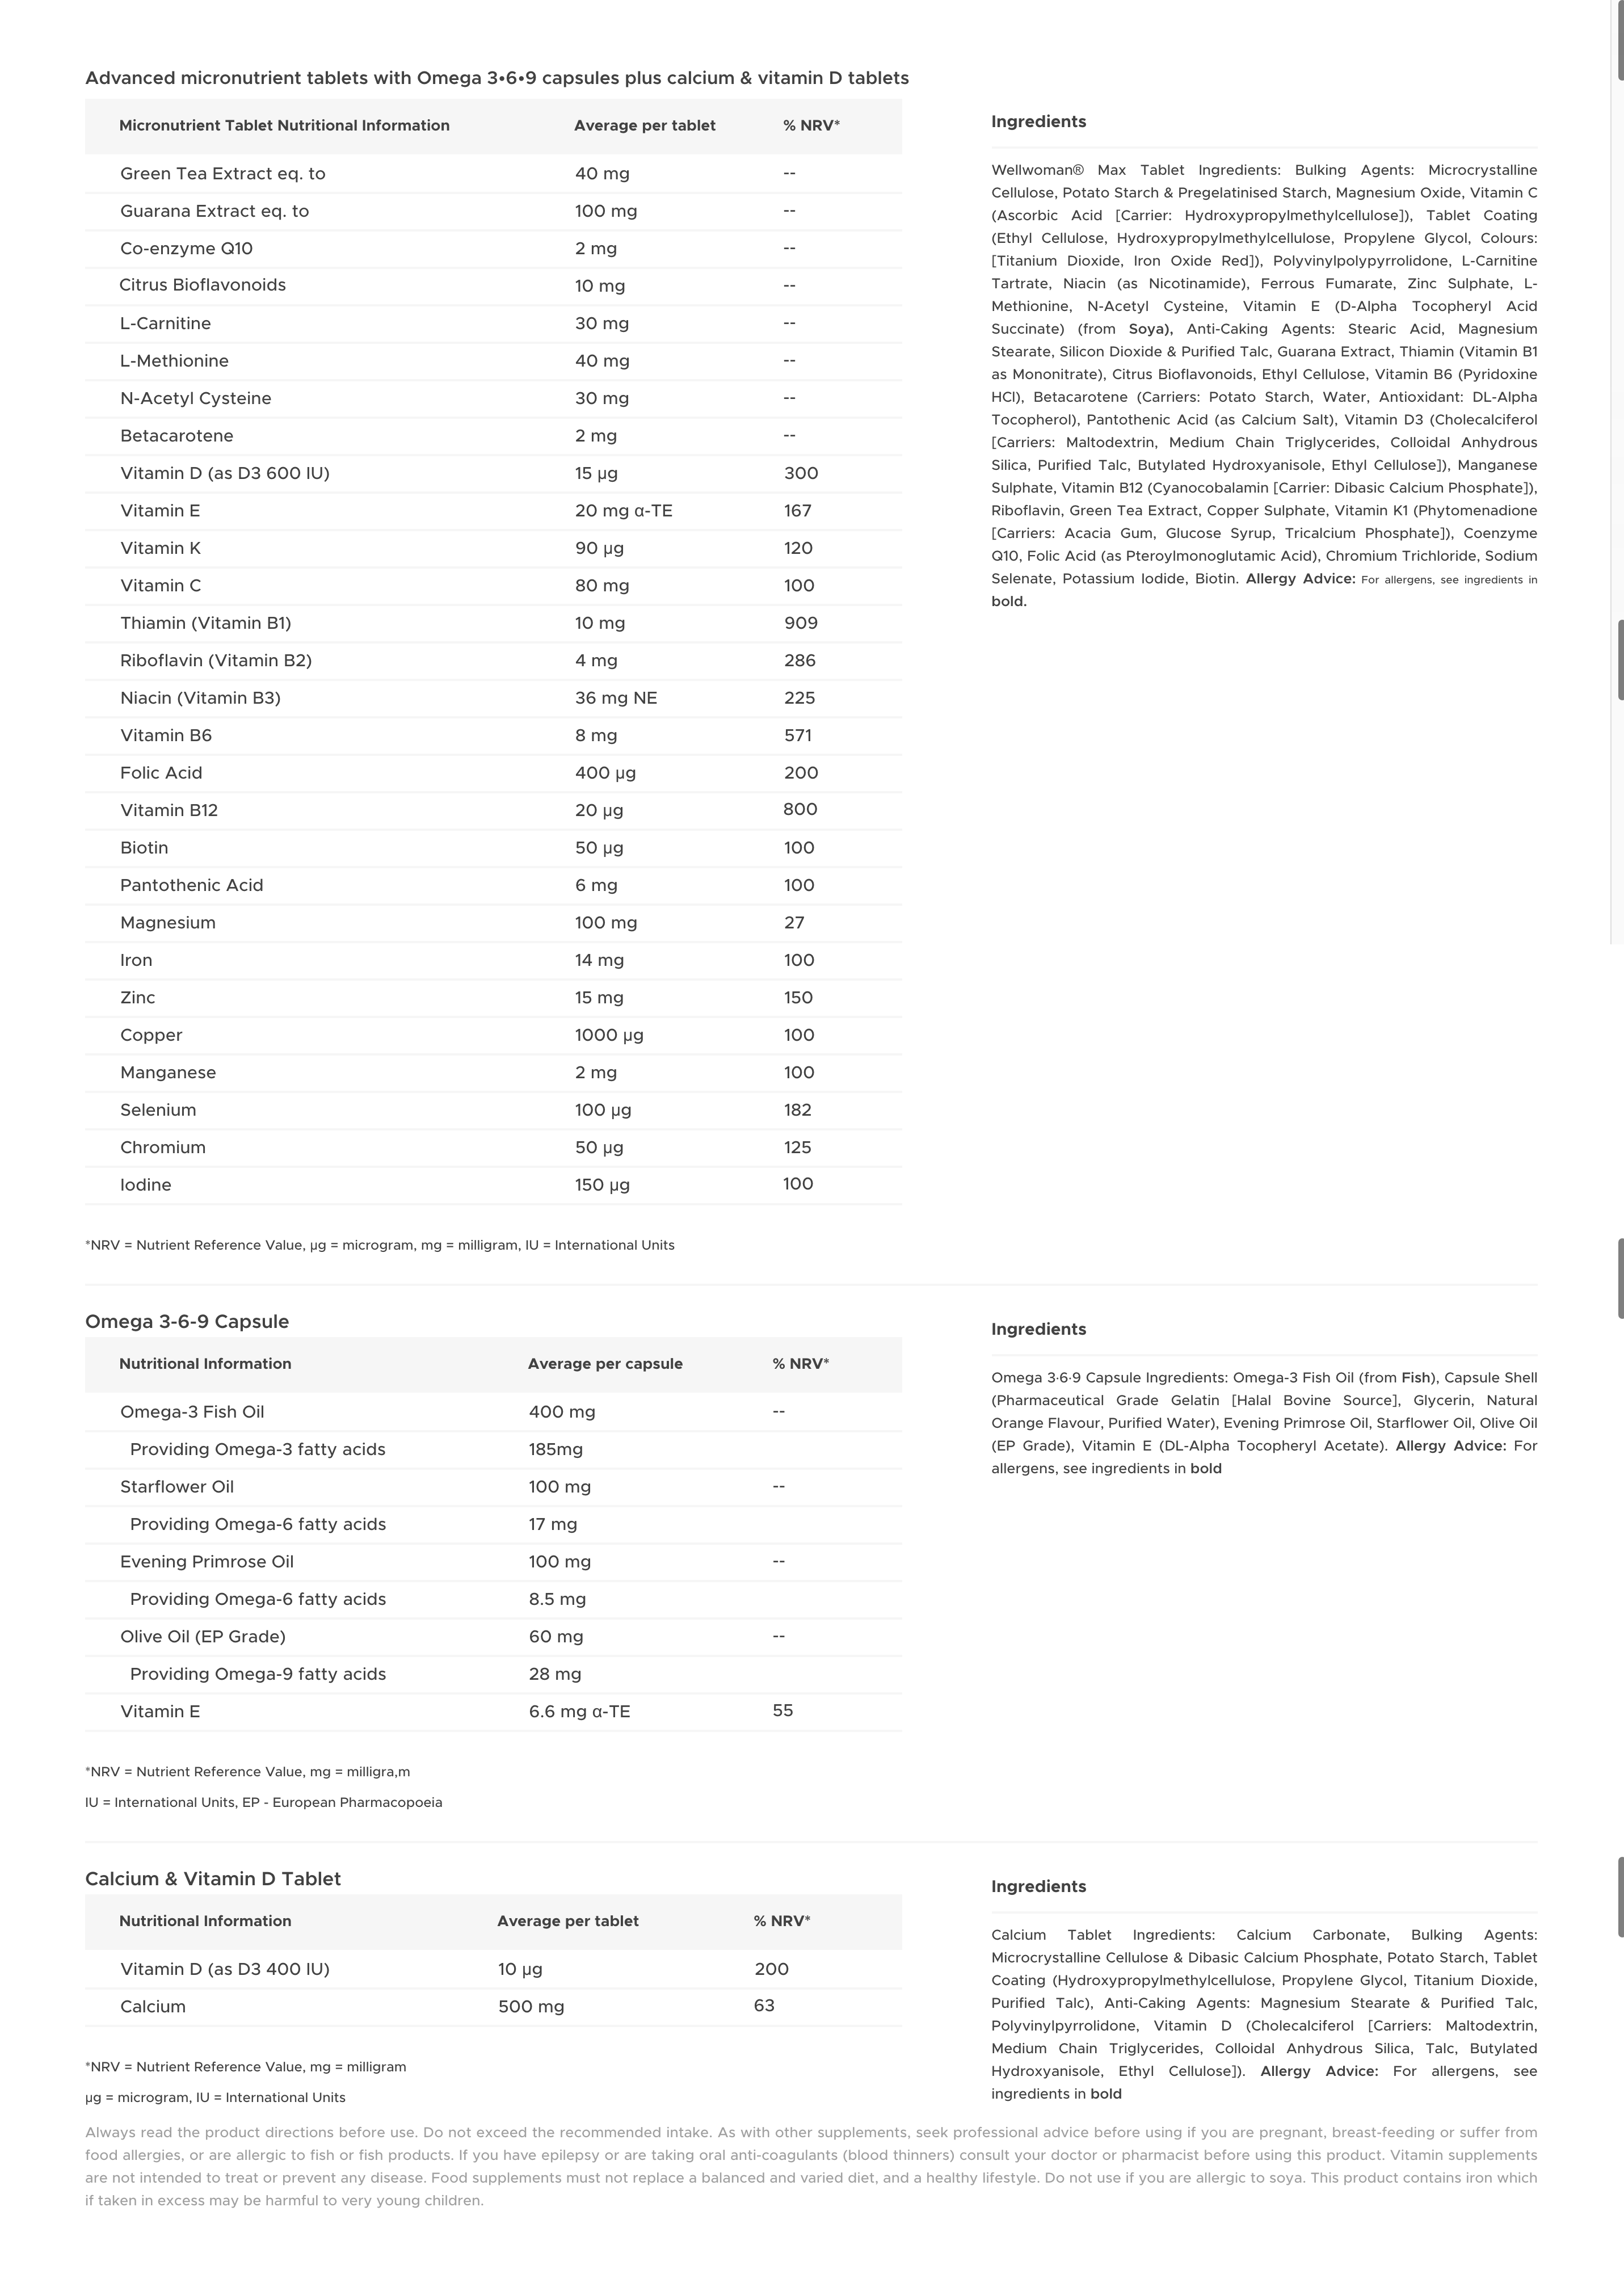 Advanced micronutrient tablets with Omega 3•6•9 capsules plus calcium & vitamin D tablets
Micronutrient Tablet Nutritional Information Average per tablet % NRV*
Green Tea Extract eq. to 40 mg --
Guarana Extract eq. to 100 mg --
Co-enzyme Q10 2 mg --
Citrus Bioflavonoids 10 mg --
L-Carnitine 30 mg --
L-Methionine 40 mg --
N-Acetyl Cysteine 30 mg --
Betacarotene 2 mg --
Vitamin D (as D3 600 IU) 15 µg 300
Vitamin E 20 mg α-TE 167
Vitamin K 90 µg 120
Vitamin C 80 mg 100
Thiamin (Vitamin B1) 10 mg 909
Riboflavin (Vitamin B2) 4 mg 286
Niacin (Vitamin B3) 36 mg NE 225
Vitamin B6 8 mg 571
Folic Acid 400 µg 200
Vitamin B12 20 µg 800
Biotin 50 µg 100
Pantothenic Acid 6 mg 100
Magnesium 100 mg 27
Iron 14 mg 100
Zinc 15 mg 150
Copper 1000 µg 100
Manganese 2 mg 100
Selenium 100 µg 182
Chromium 50 µg 125
Iodine 150 µg 100
*NRV = Nutrient Reference Value, µg = microgram, mg = milligram, IU = International Units
Ingredients
Wellwoman® Max Tablet Ingredients: Bulking Agents: Microcrystalline
Cellulose, Potato Starch & Pregelatinised Starch, Magnesium Oxide, Vitamin C
(Ascorbic Acid [Carrier: Hydroxypropylmethylcellulose]), Tablet Coating
(Ethyl Cellulose, Hydroxypropylmethylcellulose, Propylene Glycol, Colours:
[Titanium Dioxide, Iron Oxide Red]), Polyvinylpolypyrrolidone, L-Carnitine
Tartrate, Niacin (as Nicotinamide), Ferrous Fumarate, Zinc Sulphate, L-
Methionine, N-Acetyl Cysteine, Vitamin E (D-Alpha Tocopheryl Acid
Succinate) (from Soya), Anti-Caking Agents: Stearic Acid, Magnesium
Stearate, Silicon Dioxide & Purified Talc, Guarana Extract, Thiamin (Vitamin B1
as Mononitrate), Citrus Bioflavonoids, Ethyl Cellulose, Vitamin B6 (Pyridoxine
HCl), Betacarotene (Carriers: Potato Starch, Water, Antioxidant: DL-Alpha
Tocopherol), Pantothenic Acid (as Calcium Salt), Vitamin D3 (Cholecalciferol
[Carriers: Maltodextrin, Medium Chain Triglycerides, Colloidal Anhydrous
Silica, Purified Talc, Butylated Hydroxyanisole, Ethyl Cellulose]), Manganese
Sulphate, Vitamin B12 (Cyanocobalamin [Carrier: Dibasic Calcium Phosphate]),
Riboflavin, Green Tea Extract, Copper Sulphate, Vitamin K1 (Phytomenadione
[Carriers: Acacia Gum, Glucose Syrup, Tricalcium Phosphate]), Coenzyme
Q10, Folic Acid (as Pteroylmonoglutamic Acid), Chromium Trichloride, Sodium
Selenate, Potassium Iodide, Biotin. Allergy Advice: For allergens, see ingredients in
bold.
Omega 3-6-9 Capsule
Nutritional Information Average per capsule % NRV*
Omega-3 Fish Oil 400 mg --
Providing Omega-3 fatty acids 185mg
Starflower Oil 100 mg --
Providing Omega-6 fatty acids 17 mg
Evening Primrose Oil 100 mg --
Providing Omega-6 fatty acids 8.5 mg
Olive Oil (EP Grade) 60 mg --
Providing Omega-9 fatty acids 28 mg
Vitamin E 6.6 mg α-TE 55
*NRV = Nutrient Reference Value, mg = milligra,m
IU = International Units, EP - European Pharmacopoeia
Ingredients
Omega 3·6·9 Capsule Ingredients: Omega-3 Fish Oil (from Fish), Capsule Shell
(Pharmaceutical Grade Gelatin [Halal Bovine Source], Glycerin, Natural
Orange Flavour, Purified Water), Evening Primrose Oil, Starflower Oil, Olive Oil
(EP Grade), Vitamin E (DL-Alpha Tocopheryl Acetate). Allergy Advice: For
allergens, see ingredients in bold
Calcium & Vitamin D Tablet
Nutritional Information Average per tablet % NRV*
Vitamin D (as D3 400 IU) 10 µg 200
Calcium 500 mg 63
*NRV = Nutrient Reference Value, mg = milligram
µg = microgram, IU = International Units
Ingredients
Calcium Tablet Ingredients: Calcium Carbonate, Bulking Agents:
Microcrystalline Cellulose & Dibasic Calcium Phosphate, Potato Starch, Tablet
Coating (Hydroxypropylmethylcellulose, Propylene Glycol, Titanium Dioxide,
Purified Talc), Anti-Caking Agents: Magnesium Stearate & Purified Talc,
Polyvinylpyrrolidone, Vitamin D (Cholecalciferol [Carriers: Maltodextrin,
Medium Chain Triglycerides, Colloidal Anhydrous Silica, Talc, Butylated
Hydroxyanisole, Ethyl Cellulose]). Allergy Advice: For allergens, see
ingredients in bold
Always read the product directions before use. Do not exceed the recommended intake. As with other supplements, seek professional advice before using if you are pregnant, breast-feeding or suffer from
food allergies, or are allergic to fish or fish products. If you have epilepsy or are taking oral anti-coagulants (blood thinners) consult your doctor or pharmacist before using this product. Vitamin supplements
are not intended to treat or prevent any disease. Food supplements must not replace a balanced and varied diet, and a healthy lifestyle. Do not use if you are allergic to soya. This product contains iron which
if taken in excess may be harmful to very young children.